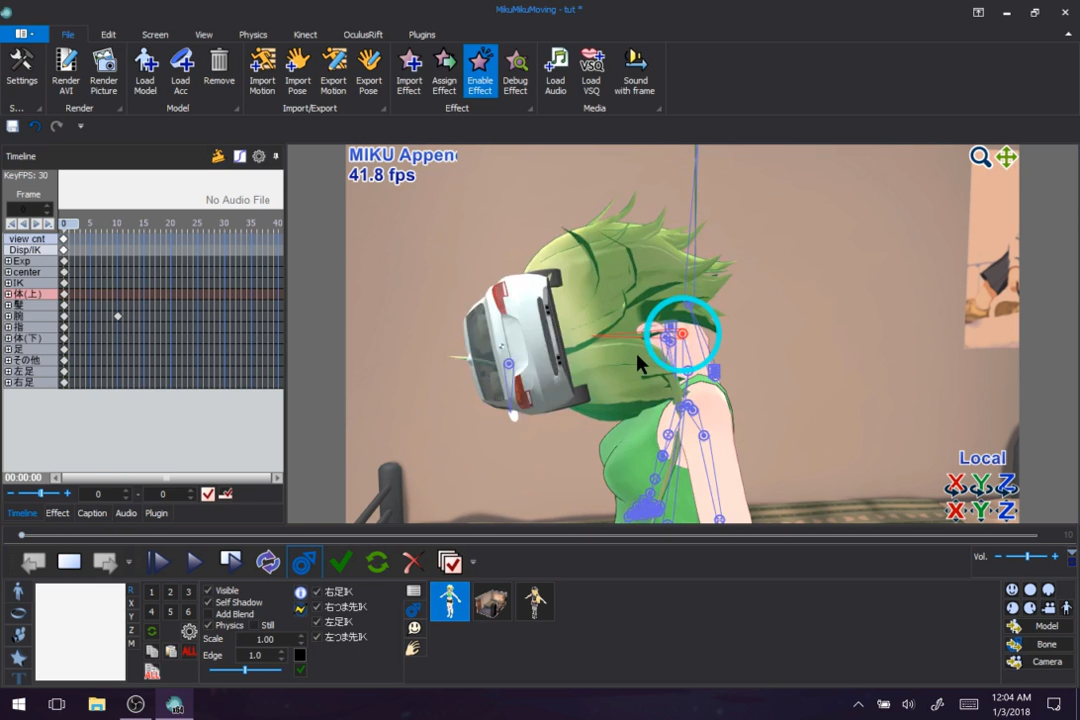 MikuMikuMoving - tut *
File Edit Screen View Physics Kinect OculusRift Plugins
Settings
Render AVI
Render Picture
Load Model
Load Acc
Remove
Import Motion
Import Pose
Export Motion
Export Pose
Import Effect
Assign Effect
Enable Effect
Debug Effect
Load Audio
Load VSQ
Sound with frame
S... Render Model Import/Export Effect Media
Timeline
KeyFPS: 30
Frame
No Audio File
0 5 10 15 20 25 30 35 40
view cnt
Disp/IK
Exp
center
IK
体(上)
髪
腕
指
体(下)
足
その他
左足
右足
00:00:00
0 - 0
Timeline Effect Caption Audio Plugin
MIKU Appen
41.8 fps
Local
X Y Z
X Y Z
10
Vol.
R
X
Y
Z
M
1 2 3
4 5 6
ALL
ALL
Visible
Self Shadow
Add Blend
Physics Still
Scale 1.00
Edge 1.0
右足IK
右つま先IK
左足IK
左つま先IK
Model
Bone
Camera
x64
12:04 AM
1/3/2018